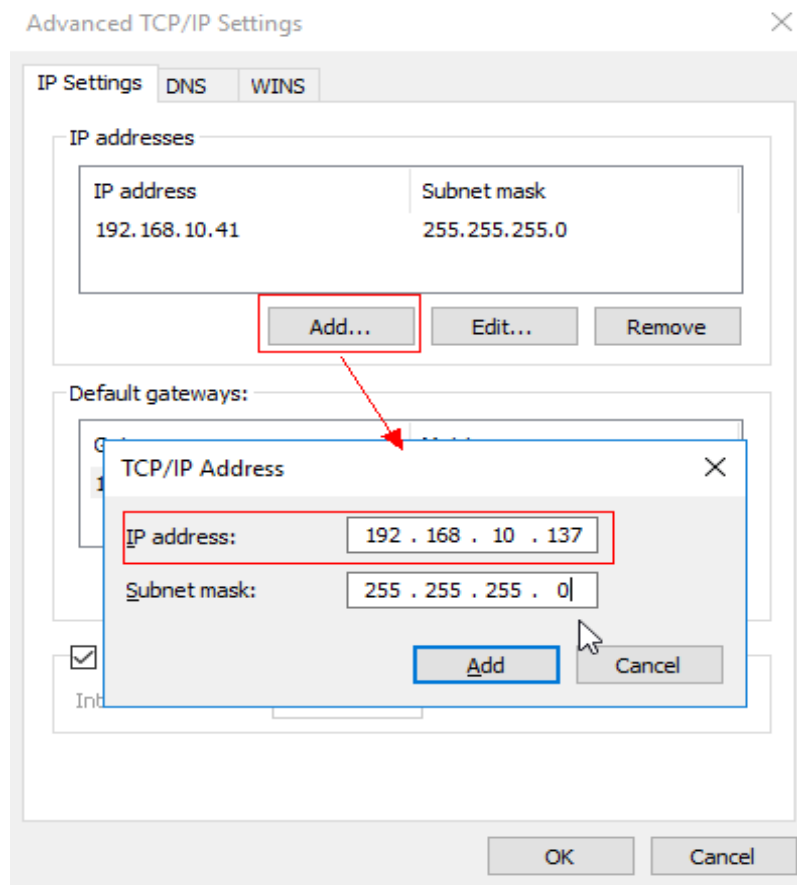 Advanced TCP/IP Settings
IP Settings DNS WINS
IP addresses
IP address Subnet mask
192.168.10.41 255.255.255.0
Add... Edit... Remove
Default gateways:
TCP/IP Address
IP address: 192 . 168 . 10 . 137
Subnet mask: 255 . 255 . 255 . 0
Add Cancel
OK Cancel